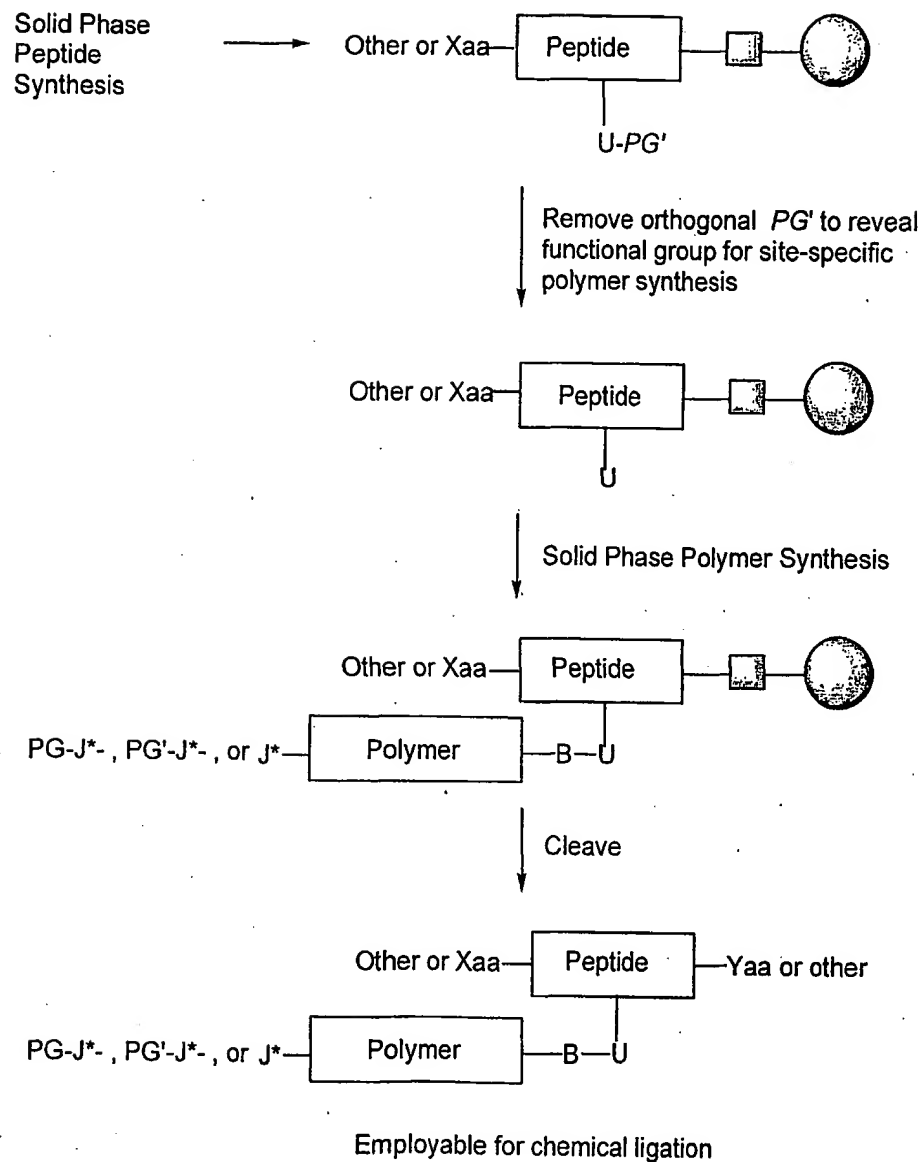 Solid Phase
Peptide
Synthesis
Other or Xaa
Peptide
U-PG'
Remove orthogonal PG' to reveal
functional group for site-specific
polymer synthesis
Other or Xaa
Peptide
U
Solid Phase Polymer Synthesis
Other or Xaa
Peptide
PG-J*- , PG'-J*- , or J*
Polymer
B
U
Cleave
Other or Xaa
Peptide
Yaa or other
PG-J*- , PG'-J*- , or J*
Polymer
B
U
Employable for chemical ligation